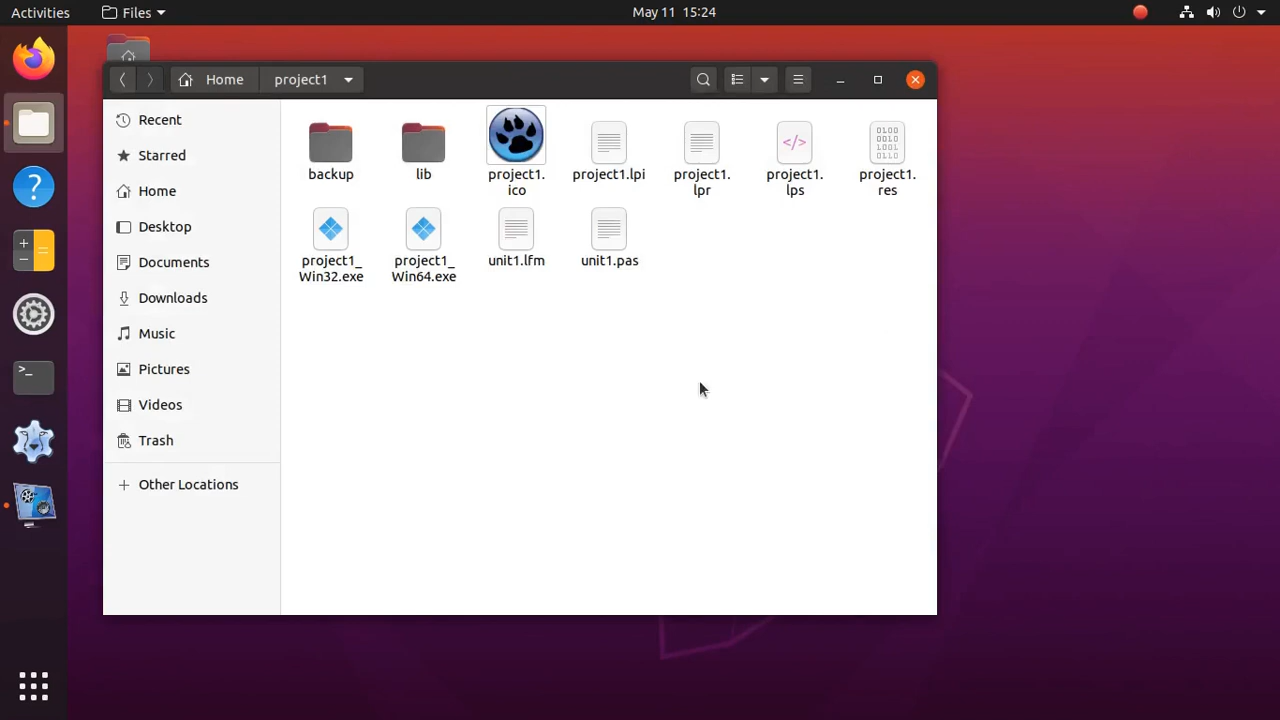 Activities
Files
May 11 15:24
Home
project1
Recent
Starred
Home
Desktop
Documents
Downloads
Music
Pictures
Videos
Trash
Other Locations
backup
lib
project1.
ico
project1.lpi
project1.
lpr
project1.
lps
project1.
res
project1_
Win32.exe
project1_
Win64.exe
unit1.lfm
unit1.pas